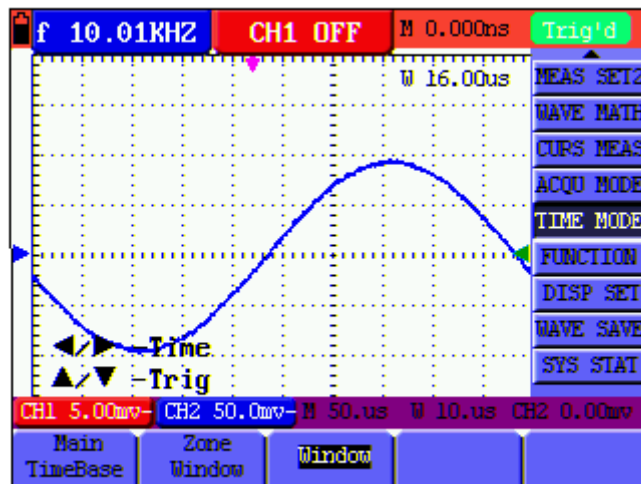 f 10.01KHZ
CH1 OFF
M 0.000ns
Trig'd
W 16.00us
MEAS SET2
WAVE MATH
CURS MEAS
ACQU MODE
TIME MODE
FUNCTION
DISP SET
WAVE SAVE
SYS STAT
◀/▶ -Time
▲/▼ -Trig
CH1 5.00mv-
CH2 50.0mv-
M 50.us
W 10.us
CH2 0.00mv
Main
TimeBase
Zone
Window
Window